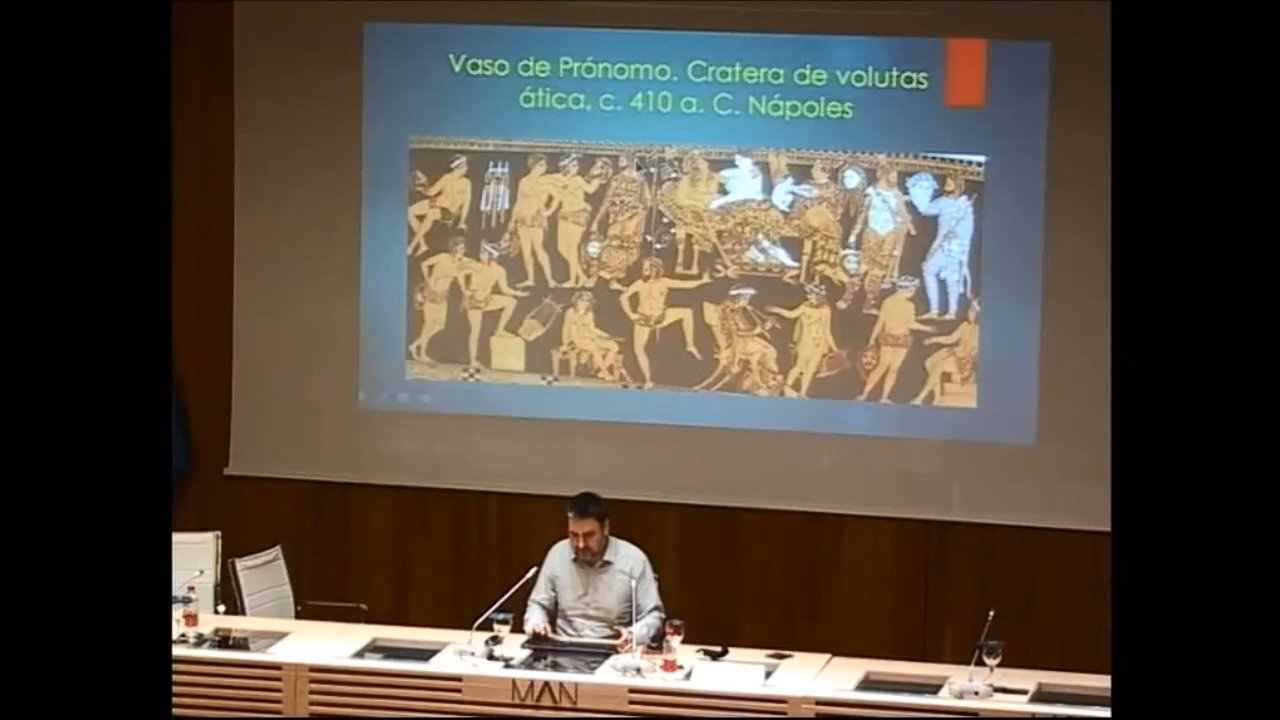 Vaso de Prónomo. Cratera de volutas
ática, c. 410 a. C. Nápoles
MAN